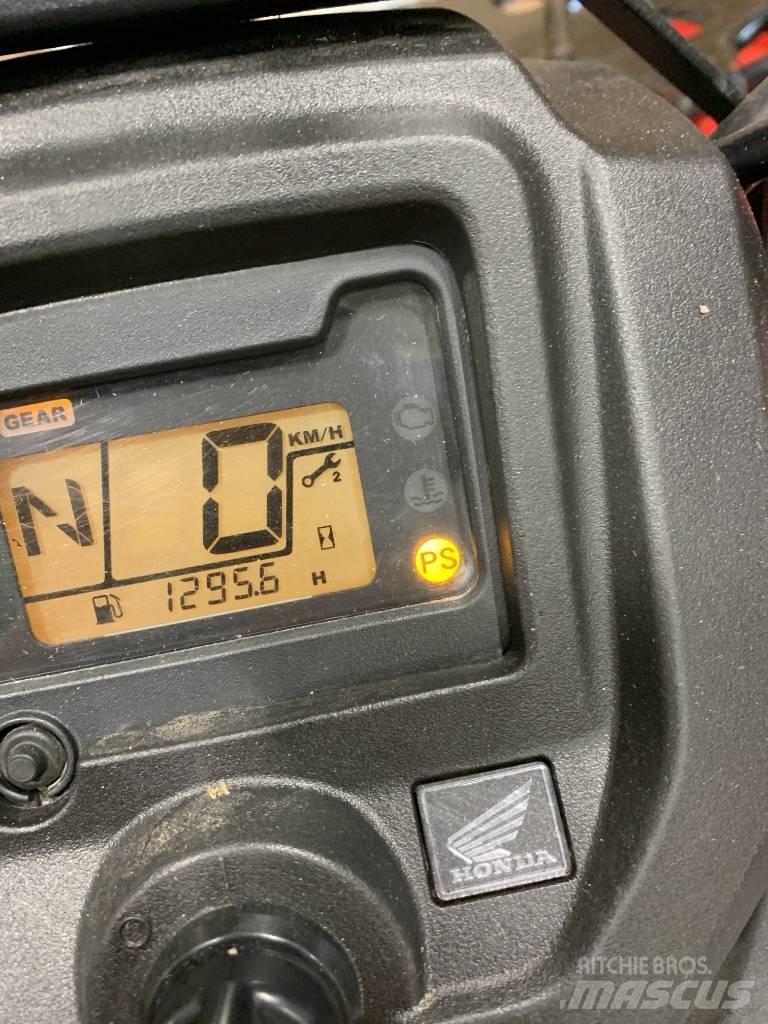 GEAR
N
0 KM/H
2
1295.6 H
PS
HONDA
RITCHIE BROS.
MASCUS